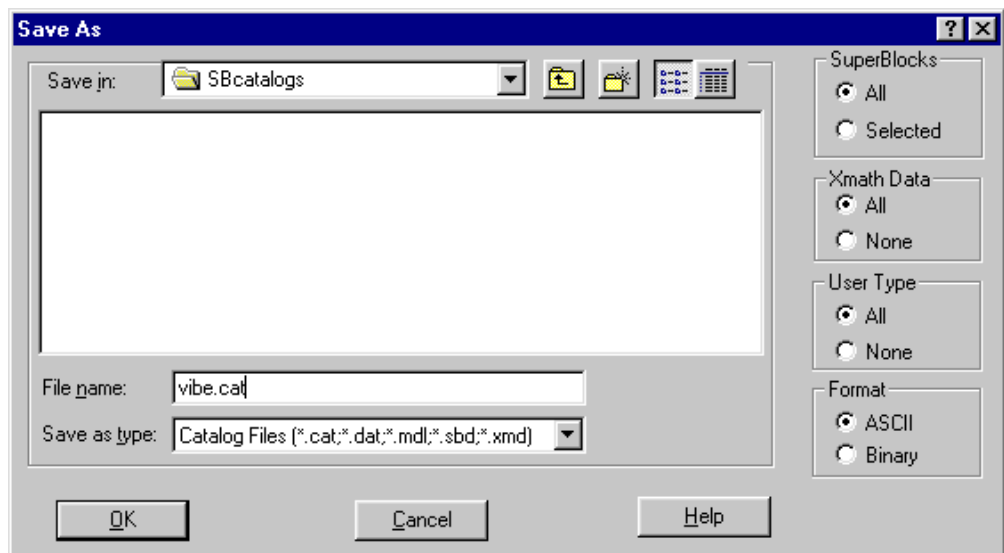 Save As
Save in:
SBcatalogs
File name:
vibe.cat
Save as type:
Catalog Files (*.cat;*.dat;*.mdl;*.sbd;*.xmd)
OK
Cancel
Help
SuperBlocks
All
Selected
Xmath Data
All
None
User Type
All
None
Format
ASCII
Binary